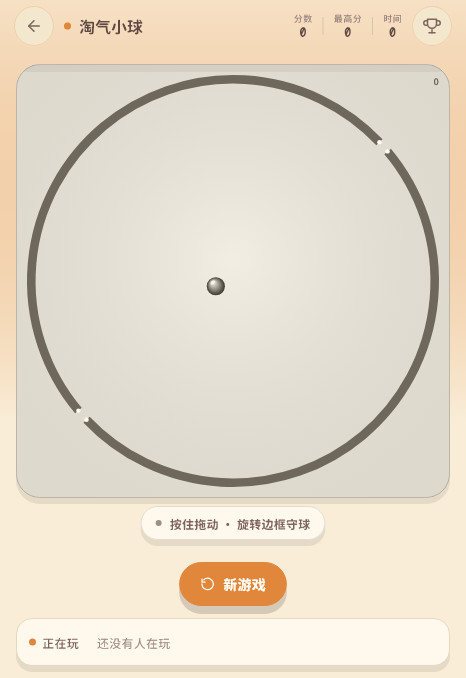 淘气小球
分数 最高分 时间
0 0 0
0
按住拖动 · 旋转边框守球
新游戏
正在玩 还没有人在玩